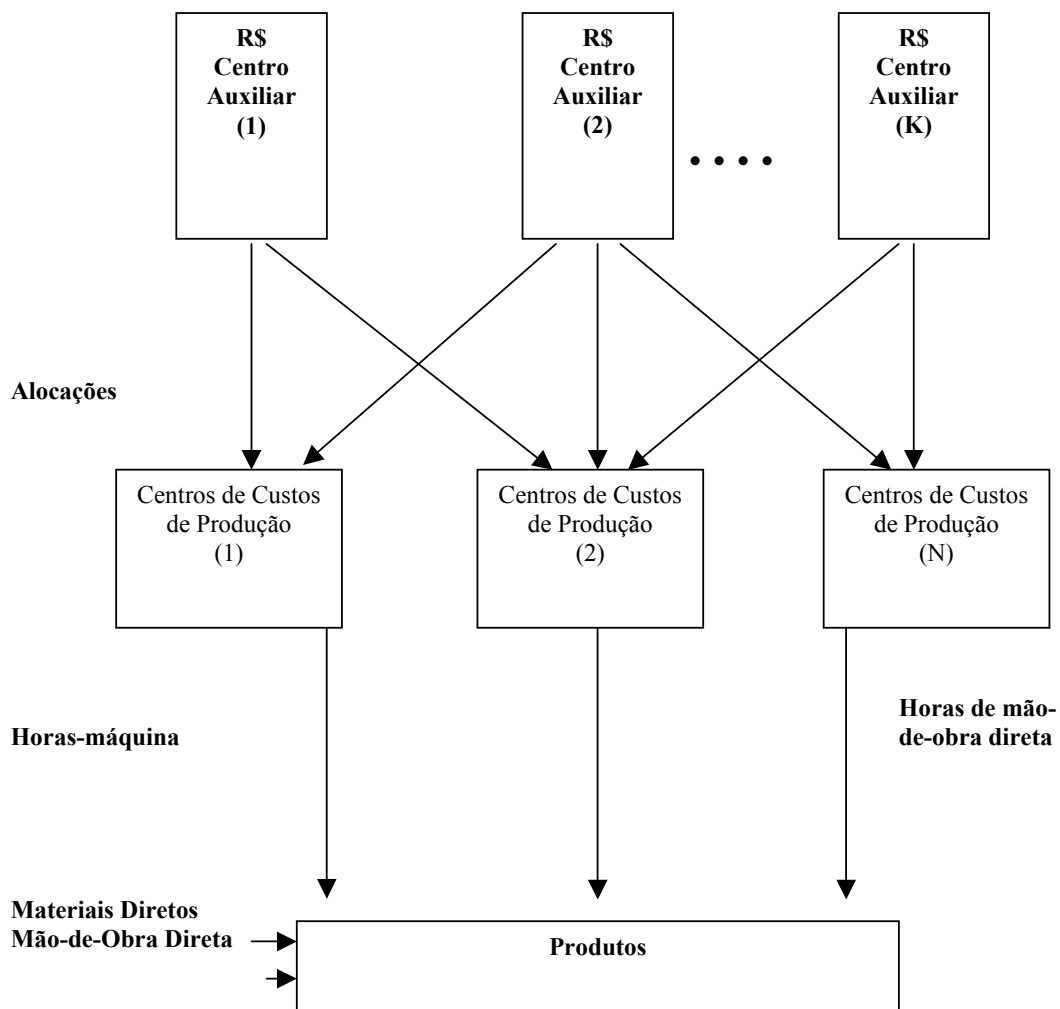 R$
Centro
Auxiliar
(1)
R$
Centro
Auxiliar
(2)
R$
Centro
Auxiliar
(K)
Alocações
Centros de Custos
de Produção
(1)
Centros de Custos
de Produção
(2)
Centros de Custos
de Produção
(N)
Horas-máquina
Horas de mão-
de-obra direta
Materiais Diretos
Mão-de-Obra Direta
Produtos